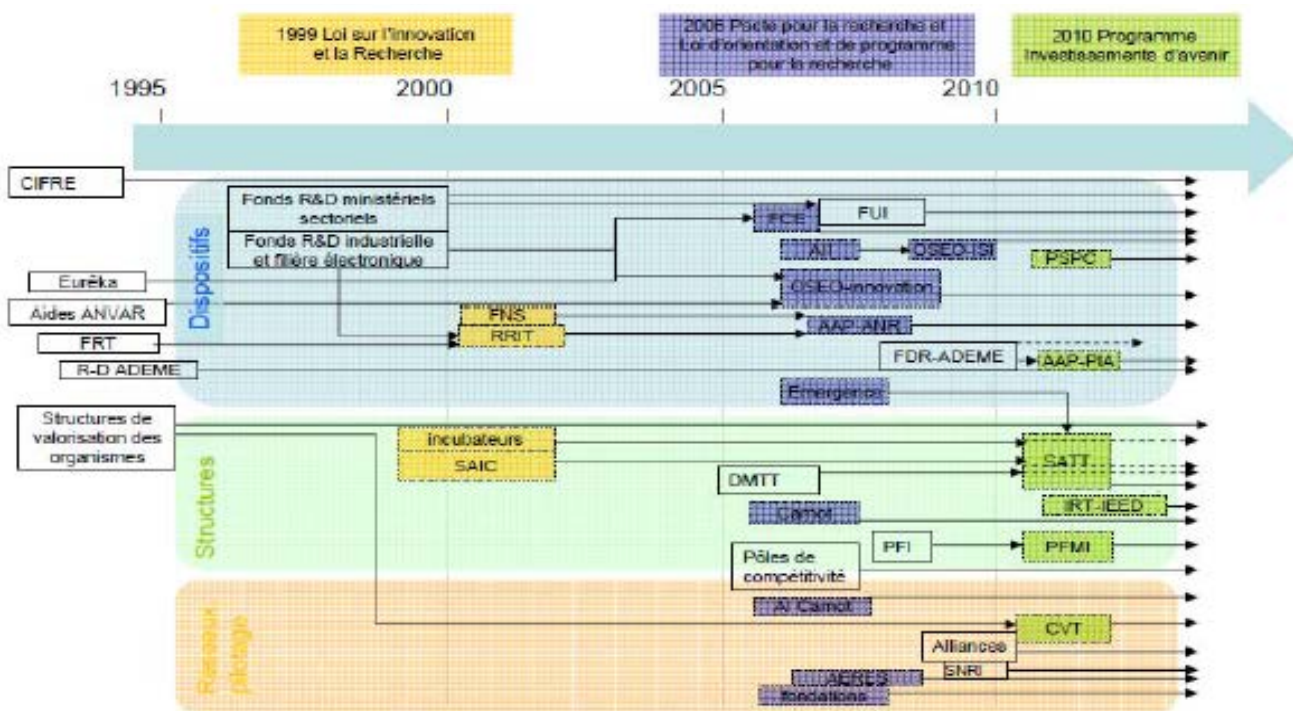 1999 Loi sur l'innovation
et la Recherche
2006 Pacte pour la recherche et
Loi d'orientation et de programme
pour la recherche
2010 Programme
Investissements d'avenir
1995
2000
2005
2010
CIFRE
Fonds R&D ministériels
sectoriels
FCE
FUI
Fonds R&D industrielle
et filière électronique
AII
OSEO-ISI
PSPC
Eurêka
OSEO-innovation
Aides ANVAR
FNS
AAP-ANR
FRT
RRIT
FDR-ADEME
AAP-PIA
R-D ADEME
Emergence
Dispositifs
Structures de
valorisation des
organismes
incubateurs
SAIC
SATT
DMTT
Carnot
IRT-IEED
PFI
PFMI
Pôles de
compétitivité
Structures
AI Carnot
CVT
Alliances
SNRI
AERES
fondations
Réseaux
pilotage